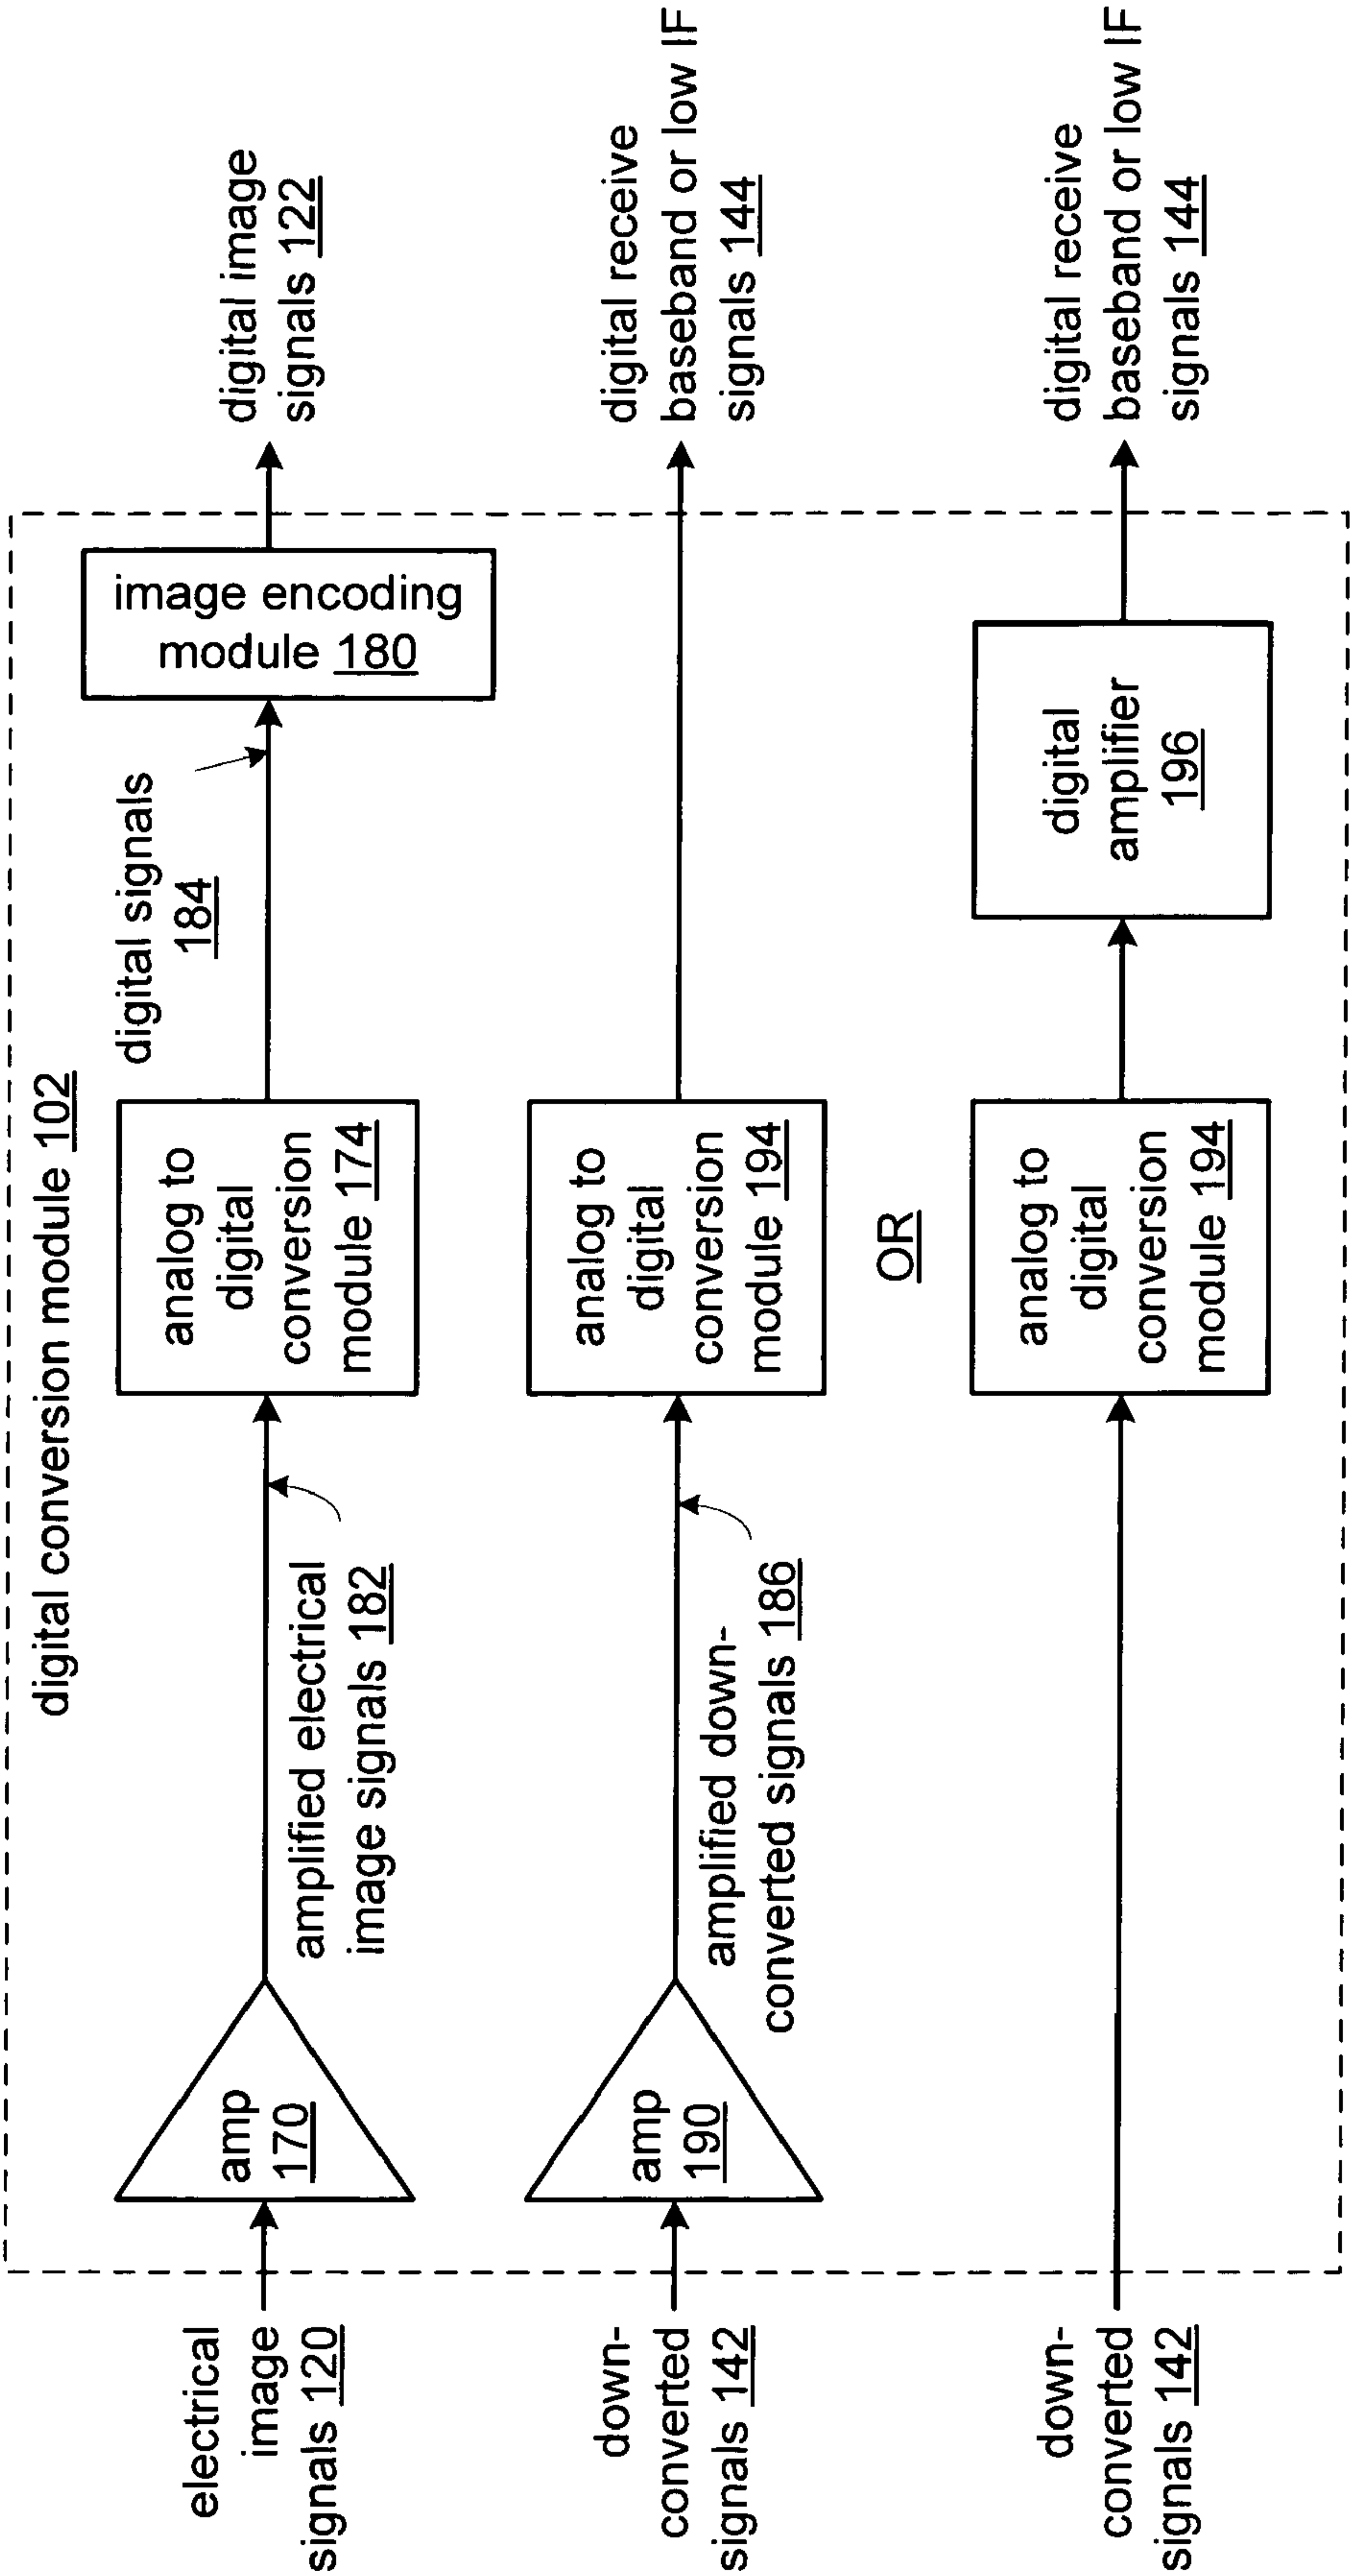 digital conversion module 102
electrical
image
signals 120
amp
170
amplified electrical
image signals 182
analog to
digital
conversion
module 174
digital signals
184
image encoding
module 180
digital image
signals 122
down-
converted
signals 142
amp
190
amplified down-
converted signals 186
analog to
digital
conversion
module 194
digital receive
baseband or low IF
signals 144
OR
down-
converted
signals 142
analog to
digital
conversion
module 194
digital
amplifier
196
digital receive
baseband or low IF
signals 144